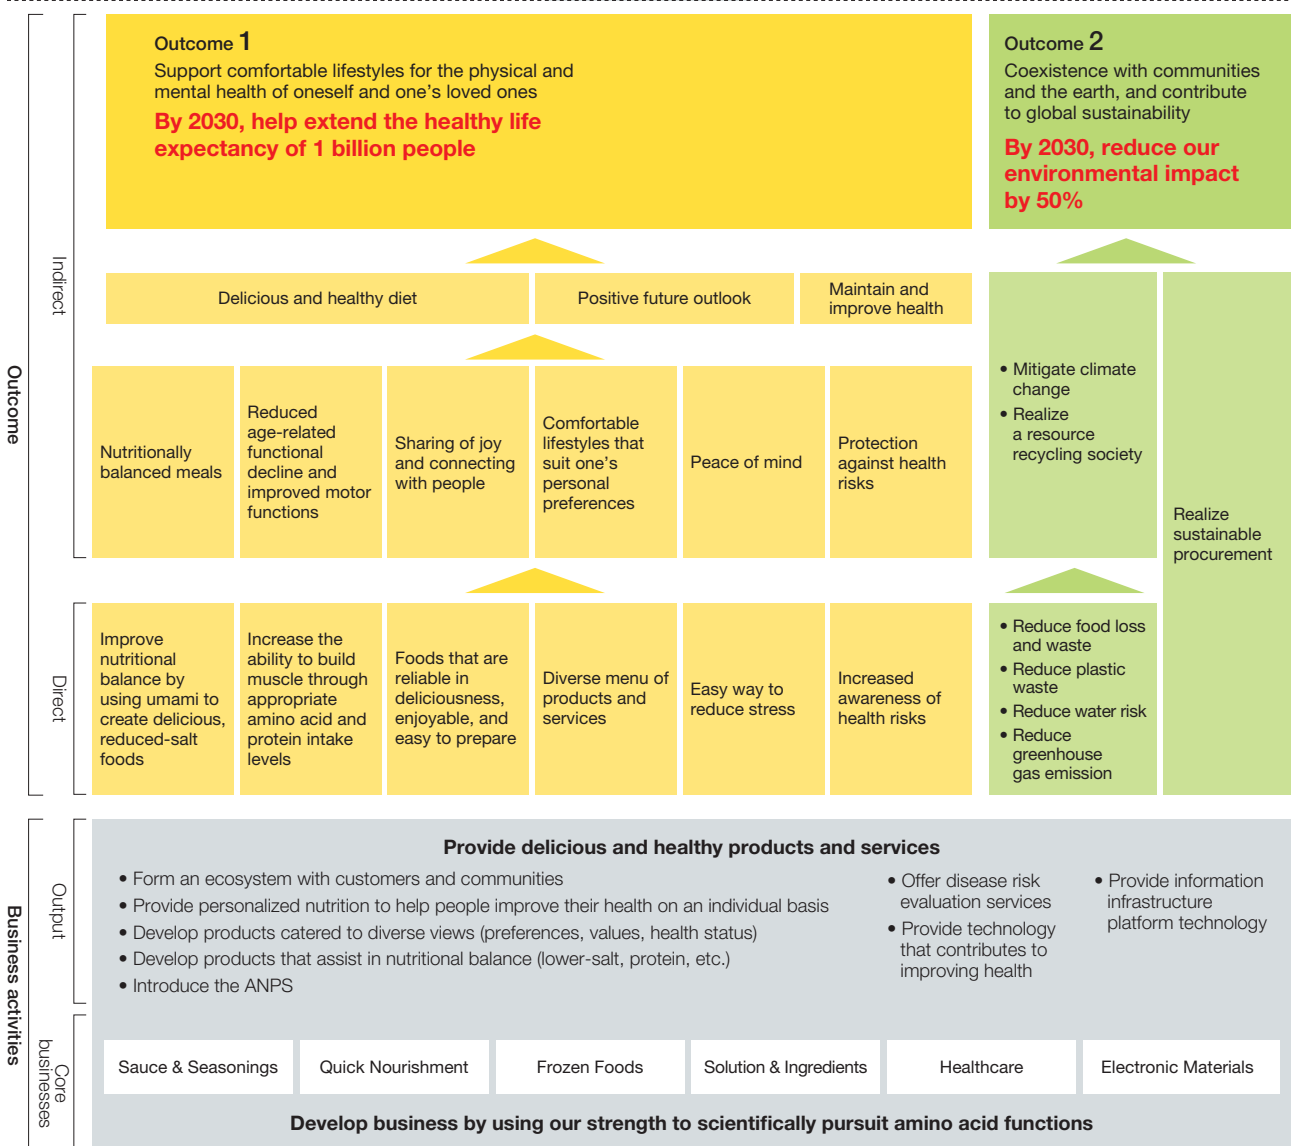 Outcome 1
Support comfortable lifestyles for the physical and
mental health of oneself and one's loved ones
By 2030, help extend the healthy life
expectancy of 1 billion people
Outcome 2
Coexistence with communities
and the earth, and contribute
to global sustainability
By 2030, reduce our
environmental impact
by 50%
Outcome
Indirect
Delicious and healthy diet
Positive future outlook
Maintain and
improve health
Nutritionally
balanced meals
Reduced
age-related
functional
decline and
improved motor
functions
Sharing of joy
and connecting
with people
Comfortable
lifestyles that
suit one's
personal
preferences
Peace of mind
Protection
against health
risks
• Mitigate climate
change
• Realize
a resource
recycling society
Realize
sustainable
procurement
Direct
Improve
nutritional
balance by
using umami to
create delicious,
reduced-salt
foods
Increase the
ability to build
muscle through
appropriate
amino acid and
protein intake
levels
Foods that are
reliable in
deliciousness,
enjoyable, and
easy to prepare
Diverse menu of
products and
services
Easy way to
reduce stress
Increased
awareness of
health risks
• Reduce food loss
and waste
• Reduce plastic
waste
• Reduce water risk
• Reduce
greenhouse
gas emission
Business activities
Output
Provide delicious and healthy products and services
• Form an ecosystem with customers and communities
• Provide personalized nutrition to help people improve their health on an individual basis
• Develop products catered to diverse views (preferences, values, health status)
• Develop products that assist in nutritional balance (lower-salt, protein, etc.)
• Introduce the ANPS
• Offer disease risk
evaluation services
• Provide technology
that contributes to
improving health
• Provide information
infrastructure
platform technology
Core
businesses
Sauce & Seasonings
Quick Nourishment
Frozen Foods
Solution & Ingredients
Healthcare
Electronic Materials
Develop business by using our strength to scientifically pursuit amino acid functions